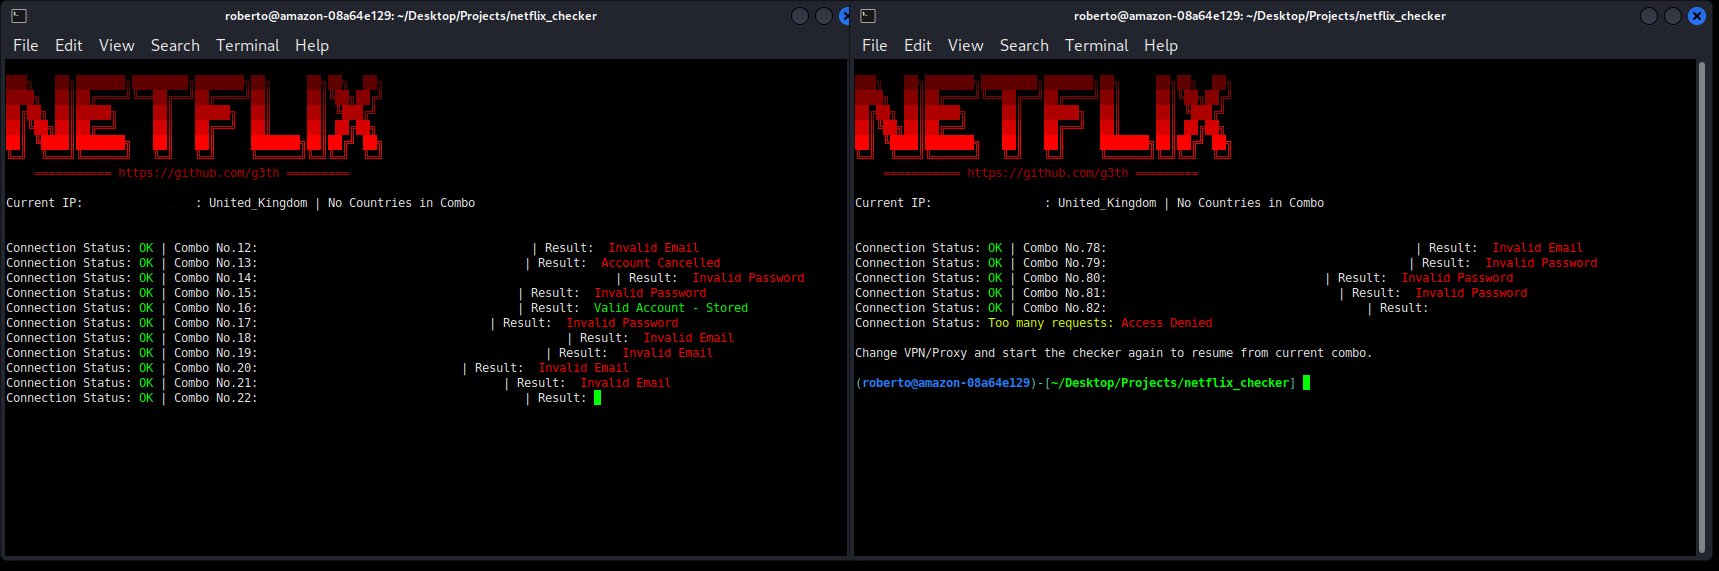 roberto@amazon-08a64e129: ~/Desktop/Projects/netflix_checker
File Edit View Search Terminal Help
NETFLIX
=========== https://github.com/g3th =========
Current IP: : United_Kingdom | No Countries in Combo
Connection Status: OK | Combo No.12: | Result: Invalid Email
Connection Status: OK | Combo No.13: | Result: Account Cancelled
Connection Status: OK | Combo No.14: | Result: Invalid Password
Connection Status: OK | Combo No.15: | Result: Invalid Password
Connection Status: OK | Combo No.16: | Result: Valid Account - Stored
Connection Status: OK | Combo No.17: | Result: Invalid Password
Connection Status: OK | Combo No.18: | Result: Invalid Email
Connection Status: OK | Combo No.19: | Result: Invalid Email
Connection Status: OK | Combo No.20: | Result: Invalid Email
Connection Status: OK | Combo No.21: | Result: Invalid Email
Connection Status: OK | Combo No.22: | Result:
roberto@amazon-08a64e129: ~/Desktop/Projects/netflix_checker
File Edit View Search Terminal Help
NETFLIX
=========== https://github.com/g3th =========
Current IP: : United_Kingdom | No Countries in Combo
Connection Status: OK | Combo No.78: | Result: Invalid Email
Connection Status: OK | Combo No.79: | Result: Invalid Password
Connection Status: OK | Combo No.80: | Result: Invalid Password
Connection Status: OK | Combo No.81: | Result: Invalid Password
Connection Status: OK | Combo No.82: | Result:
Connection Status: Too many requests: Access Denied
Change VPN/Proxy and start the checker again to resume from current combo.
(roberto@amazon-08a64e129)-[~/Desktop/Projects/netflix_checker]